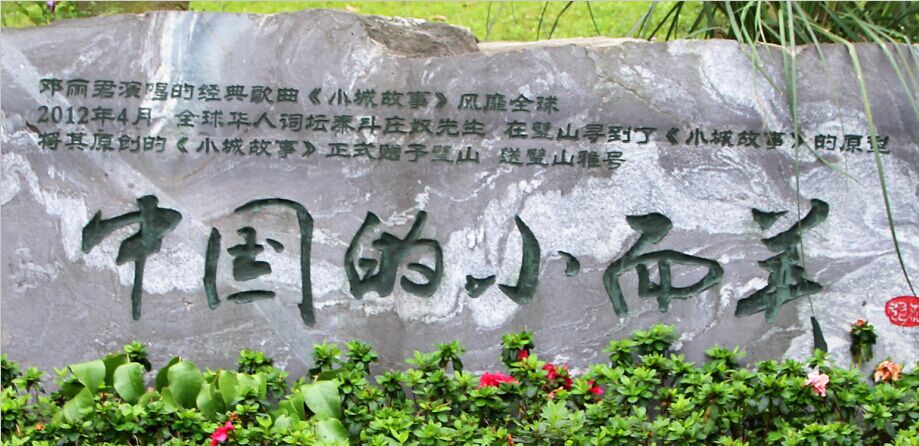 邓丽君演唱的经典歌曲《小城故事》风靡全球
2012年4月 全球华人词坛泰斗庄奴先生 在璧山寻到了《小城故事》的原型
将其原创的《小城故事》正式赠予璧山 送璧山雅号
中国的小而美